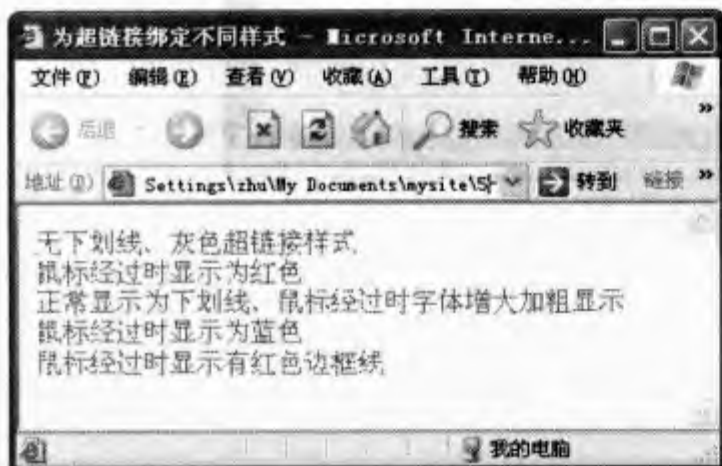 为超链接绑定不同样式 - Microsoft Interne...
文件(F) 编辑(E) 查看(V) 收藏(A) 工具(T) 帮助(H) »
后退 搜索 收藏夹 »
地址(D) Settings\zhu\My Documents\mysite\5 转到 链接 »
无下划线、灰色超链接样式
鼠标经过时显示为红色
正常显示为下划线、鼠标经过时字体增大加粗显示
鼠标经过时显示为蓝色
鼠标经过时显示有红色边框线
我的电脑